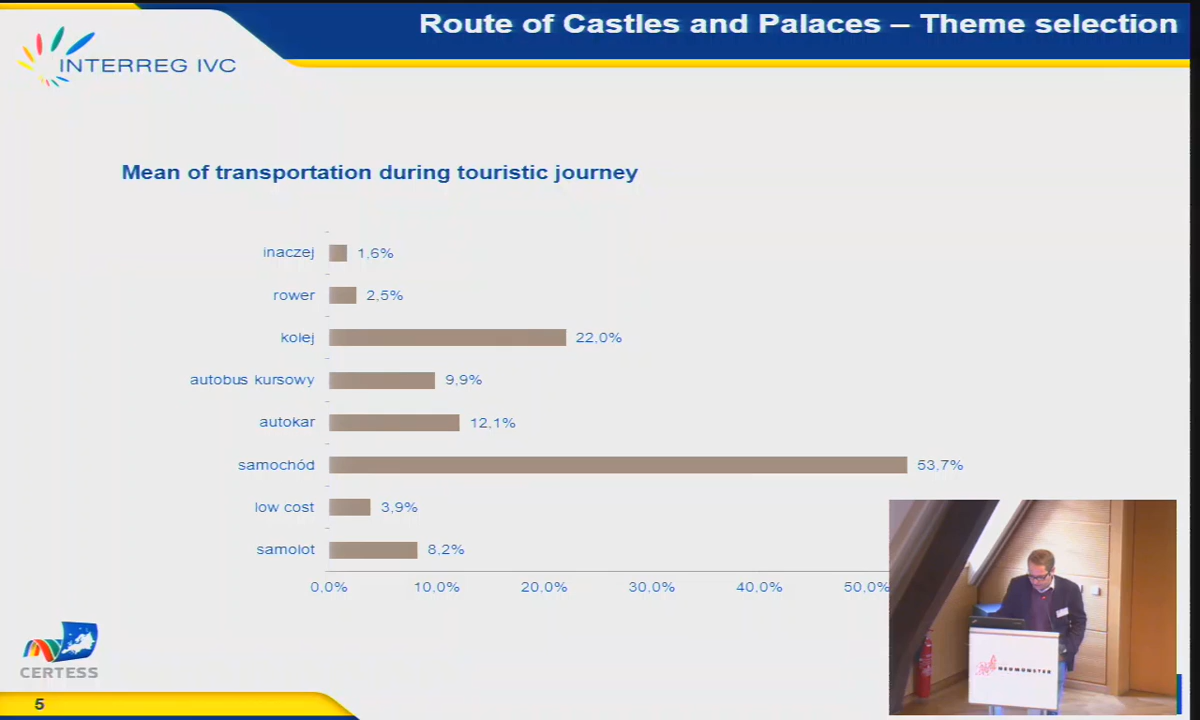 Route of Castles and Palaces – Theme selection
INTERREG IVC
Mean of transportation during touristic journey
inaczej 1,6%
rower 2,5%
kolej 22,0%
autobus kursowy 9,9%
autokar 12,1%
samochód 53,7%
low cost 3,9%
samolot 8,2%
0,0% 10,0% 20,0% 30,0% 40,0% 50,0%
NEUMÜNSTER
CERTESS
5